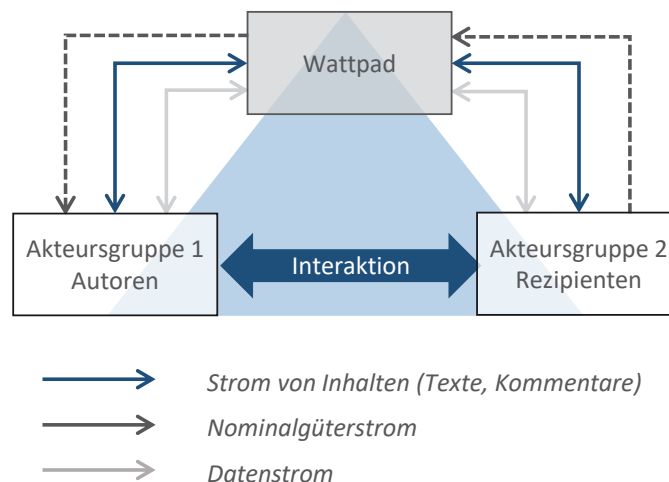 Wattpad
Akteursgruppe 1
Autoren
Interaktion
Akteursgruppe 2
Rezipienten
Strom von Inhalten (Texte, Kommentare)
Nominalgüterstrom
Datenstrom